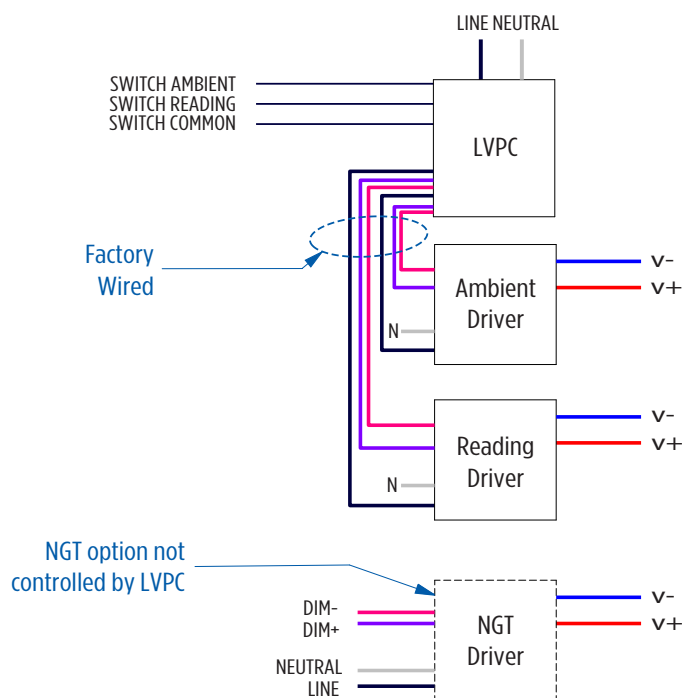 LINE NEUTRAL
SWITCH AMBIENT
SWITCH READING
SWITCH COMMON
LVPC
Factory
Wired
Ambient
Driver
N
V-
V+
Reading
Driver
N
V-
V+
NGT option not
controlled by LVPC
DIM-
DIM+
NEUTRAL
LINE
NGT
Driver
V-
V+